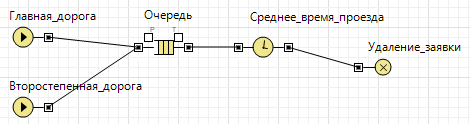 Главная_дорога
Очередь
Среднее_время_проезда
Удаление_заявки
Второстепенная_дорога